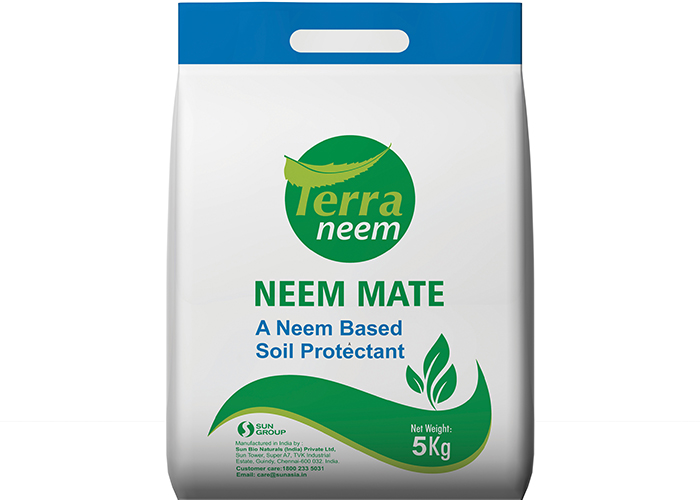 Terra
neem
NEEM MATE
A Neem Based
Soil Protectant
SUN
GROUP
Manufactured in India by :
Sun Bio Naturals (India) Private Ltd,
Sun Tower, Super A7, TVK Industrial
Estate, Guindy, Chennai-600 032, India.
Customer care:1800 233 5031
Email: care@sunasia.in
Net Weight:
5Kg